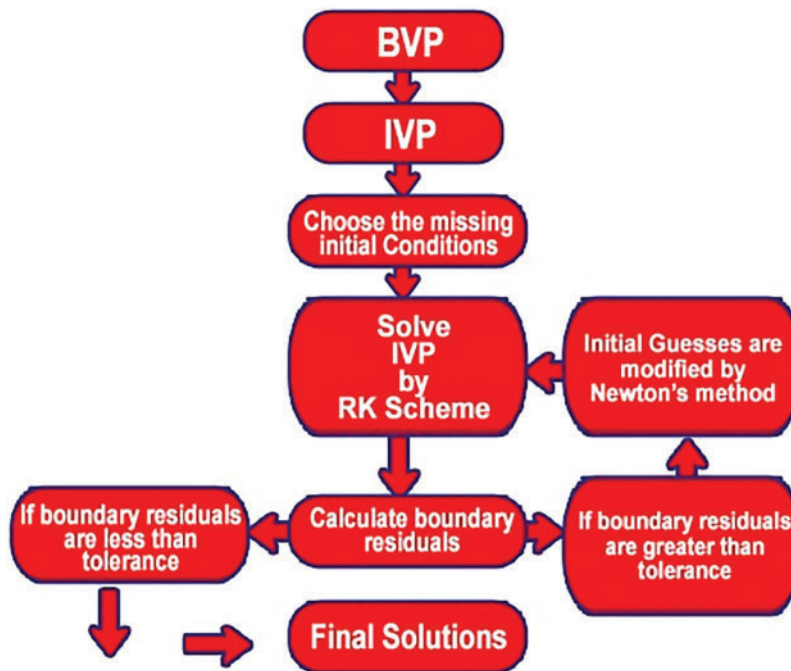 BVP
IVP
Choose the missing
initial Conditions
Solve
IVP
by
RK Scheme
Initial Guesses are
modified by
Newton's method
If boundary residuals
are less than
tolerance
Calculate boundary
residuals
If boundary residuals
are greater than
tolerance
Final Solutions